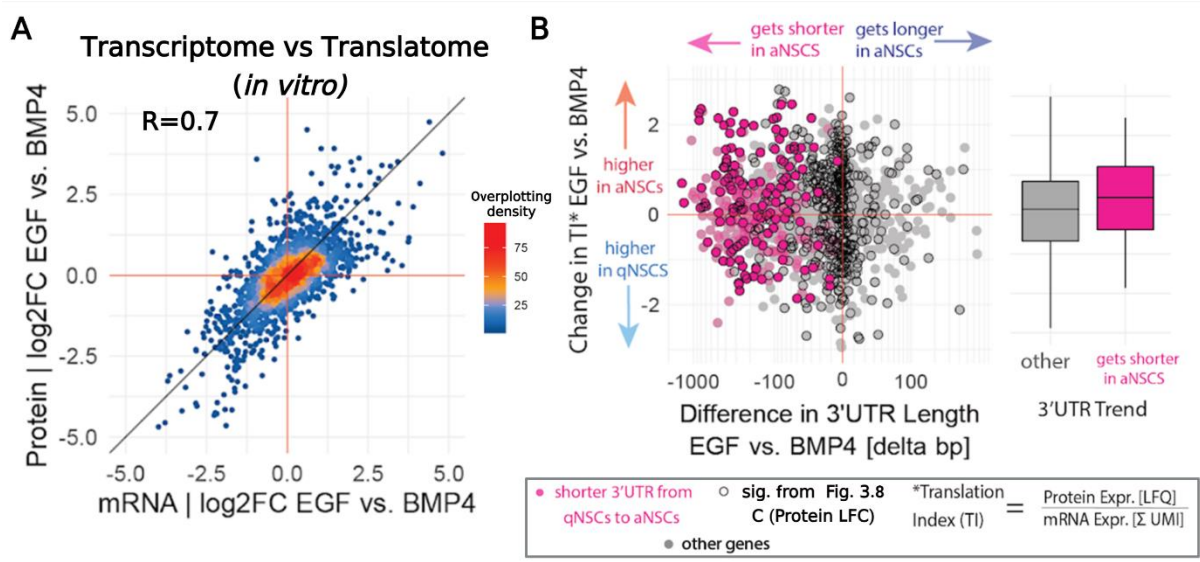 A
Transcriptome vs Translatome
(in vitro)
R=0.7
Protein | log2FC EGF vs. BMP4
5.0
2.5
0.0
-2.5
-5.0
-5.0 -2.5 0.0 2.5 5.0
mRNA | log2FC EGF vs. BMP4
Overplotting
density
75
50
25
B
gets shorter
in aNSCS
gets longer
in aNSCs
Change in TI* EGF vs. BMP4
higher
in aNSCs
higher
in qNSCS
2
0
-2
-1000 -100 0 100
Difference in 3'UTR Length
EGF vs. BMP4 [delta bp]
other
gets shorter
in aNSCS
3'UTR Trend
shorter 3'UTR from
qNSCs to aNSCs
sig. from Fig. 3.8
C (Protein LFC)
other genes
*Translation
Index (TI)
=
Protein Expr. [LFQ]
mRNA Expr. [Σ UMI]